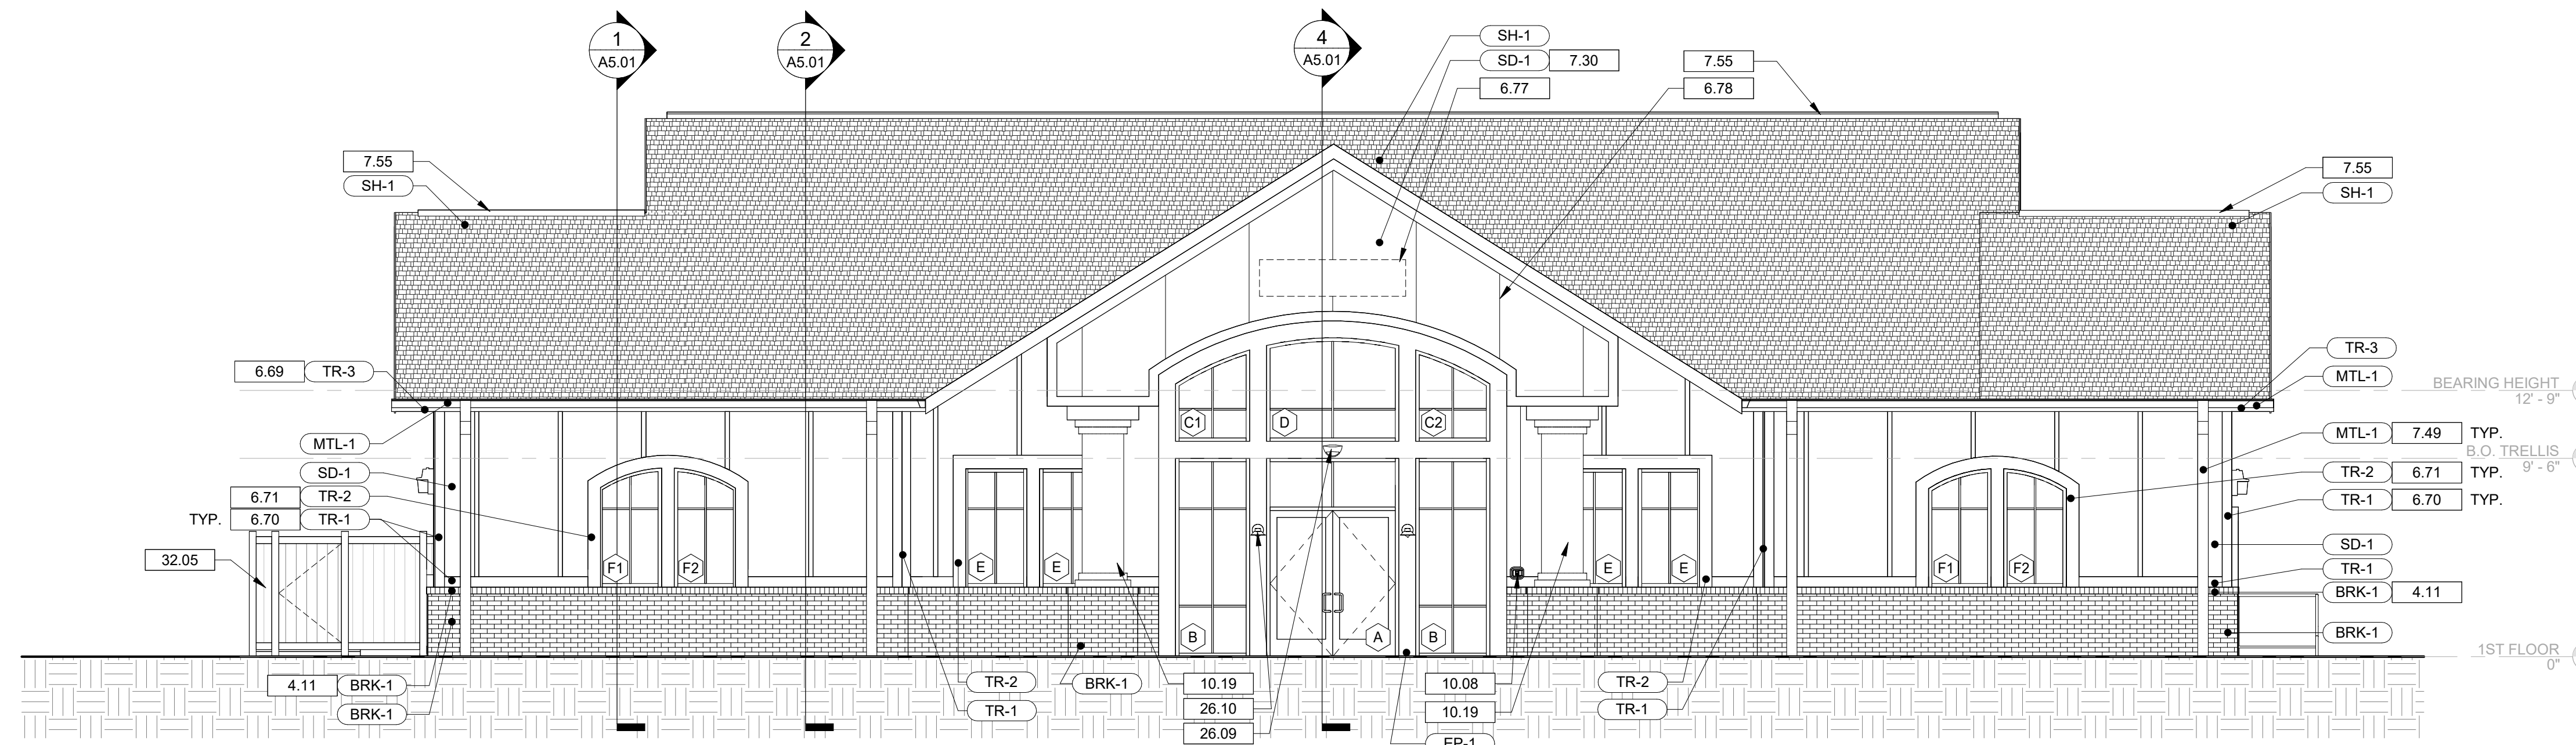 1
A5.01
2
A5.01
4
A5.01
SH-1
SD-1 7.30
6.77
7.55
6.78
7.55
SH-1
7.55
SH-1
6.69 TR-3
MTL-1
SD-1
6.71 TR-2
TYP. 6.70 TR-1
32.05
TR-3
MTL-1
BEARING HEIGHT
12' - 9"
MTL-1 7.49 TYP.
B.O. TRELLIS
9' - 6"
TR-2 6.71 TYP.
TR-1 6.70 TYP.
SD-1
TR-1
BRK-1 4.11
BRK-1
1ST FLOOR
0"
C1
D
C2
F1
F2
E
E
E
E
F1
F2
B
A
B
4.11 BRK-1
BRK-1
TR-2
TR-1
BRK-1
10.19
26.10
26.09
10.08
10.19
TR-2
TR-1